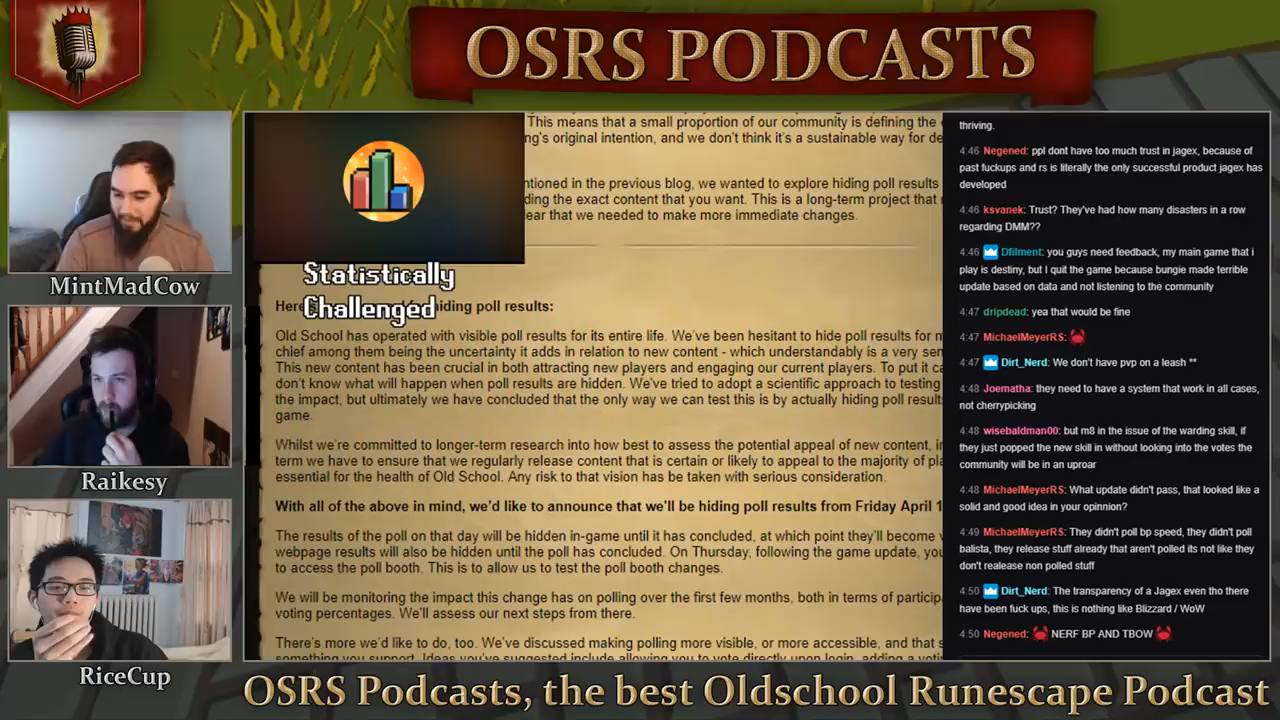 OSRS PODCASTS
MintMadCow
Raikesy
RiceCup
This means that a small proportion of our community is defining the
ng's original intention, and we don't think it's a sustainable way for de
ntioned in the previous blog, we wanted to explore hiding poll results
ding the exact content that you want. This is a long-term project that
ear that we needed to make more immediate changes.
Statistically
Challenged
Here hiding poll results:
Old School has operated with visible poll results for its entire life. We've been hesitant to hide poll results for
chief among them being the uncertainty it adds in relation to new content - which understandably is a very sen
This new content has been crucial in both attracting new players and engaging our current players. To put it ca
don't know what will happen when poll results are hidden. We've tried to adopt a scientific approach to testing
the impact, but ultimately we have concluded that the only way we can test this is by actually hiding poll result
game.
Whilst we're committed to longer-term research into how best to assess the potential appeal of new content, in
term we have to ensure that we regularly release content that is certain or likely to appeal to the majority of pla
essential for the health of Old School. Any risk to that vision has be taken with serious consideration.
With all of the above in mind, we'd like to announce that we'll be hiding poll results from Friday April 1
The results of the poll on that day will be hidden in-game until it has concluded, at which point they'll become
webpage results will also be hidden until the poll has concluded. On Thursday, following the game update, you
to access the poll booth. This is to allow us to test the poll booth changes.
We will be monitoring the impact this change has on polling over the first few months, both in terms of participa
voting percentages. We'll assess our next steps from there.
There's more we'd like to do, too. We've discussed making polling more visible, or more accessible, and that s
something you support. Ideas you've suggested include allowing you to vote directly upon login, adding a voti
thriving.
4:46 Negened: ppl dont have too much trust in jagex, because of
past fuckups and rs is literally the only successful product jagex has
developed
4:46 ksvanek: Trust? They've had how many disasters in a row
regarding DMM??
4:46 Dfilment: you guys need feedback, my main game that i
play is destiny, but I quit the game because bungie made terrible
update based on data and not listening to the community
4:47 dripdead: yea that would be fine
4:47 MichaelMeyerRS:
4:47 Dirt_Nerd: We don't have pvp on a leash **
4:48 Joematha: they need to have a system that work in all cases,
not cherrypicking
4:48 wisebaldman00: but m8 in the issue of the warding skill, if
they just popped the new skill in without looking into the votes the
community will be in an uproar
4:48 MichaelMeyerRS: What update didn't pass, that looked like a
solid and good idea in your opinnion?
4:49 MichaelMeyerRS: They didn't poll bp speed, they didn't poll
balista, they release stuff already that aren't polled its not like they
don't realease non polled stuff
4:50 Dirt_Nerd: The transparency of a Jagex even tho there
have been fuck ups, this is nothing like Blizzard / WoW
4:50 Negened: NERF BP AND TBOW
OSRS Podcasts, the best Oldschool Runescape Podcast